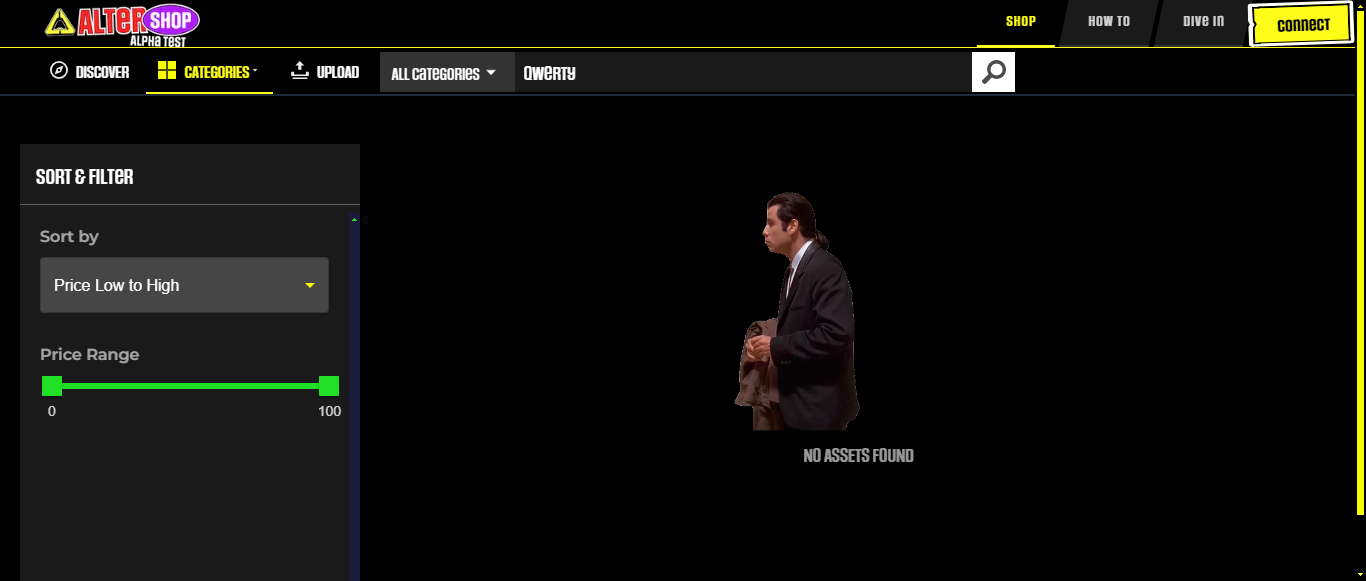 ALTER SHOP
ALPHA TEST
SHOP
HOW TO
DIVE IN
CONNECT
DISCOVER
CATEGORIES
UPLOAD
ALL CATEGORIES
QWERTY
SORT & FILTER
Sort by
Price Low to High
Price Range
0
100
NO ASSETS FOUND